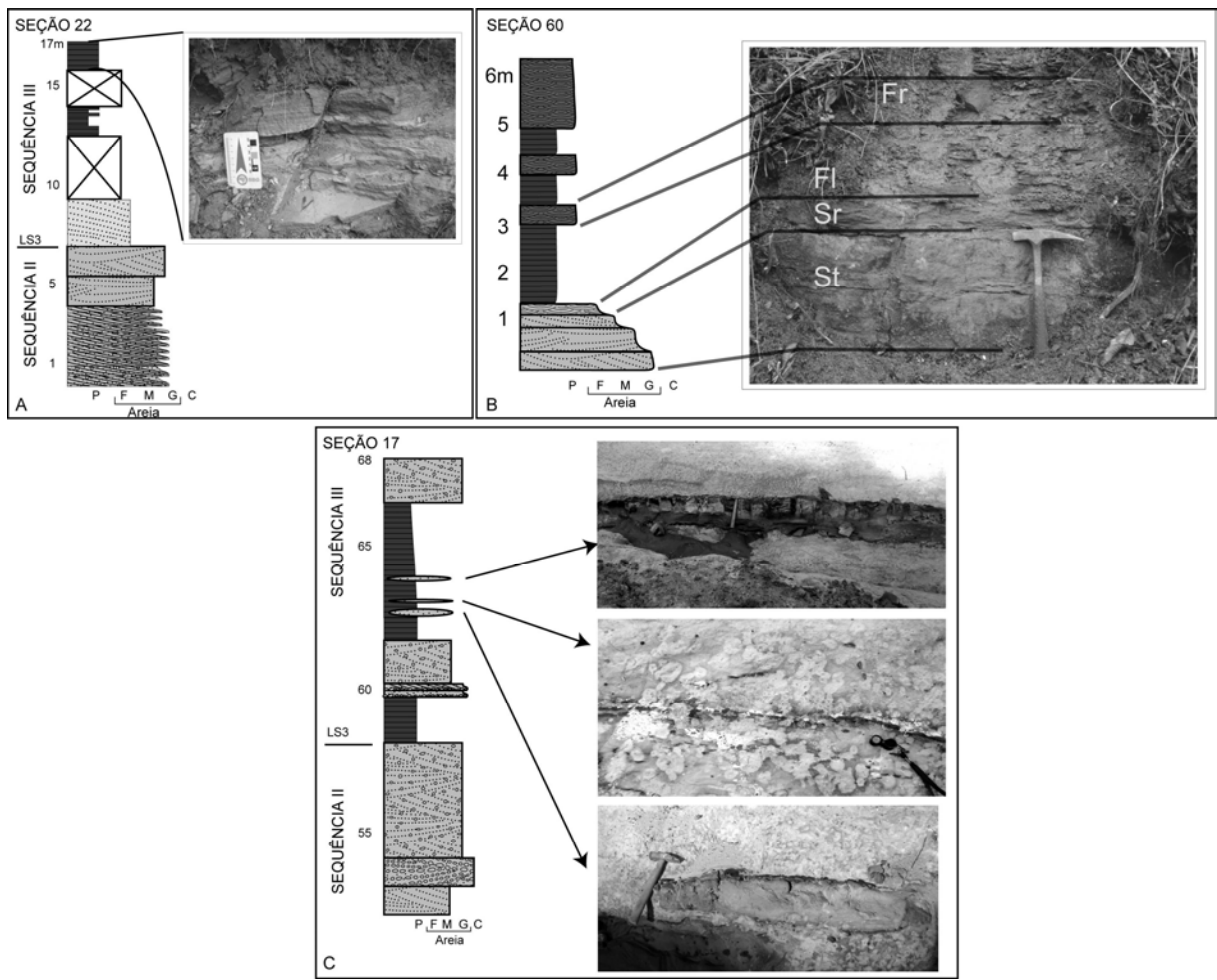 SEÇÃO 22
17m
15
10
LS3
5
1
SEQUÊNCIA III
SEQUÊNCIA II
P F M G C
Areia
A
SEÇÃO 60
6m
5
4
3
2
1
P F M G C
Areia
B
Fr
Fl
Sr
St
SEÇÃO 17
68
65
60
LS3
55
SEQUÊNCIA III
SEQUÊNCIA II
P F M G C
Areia
C